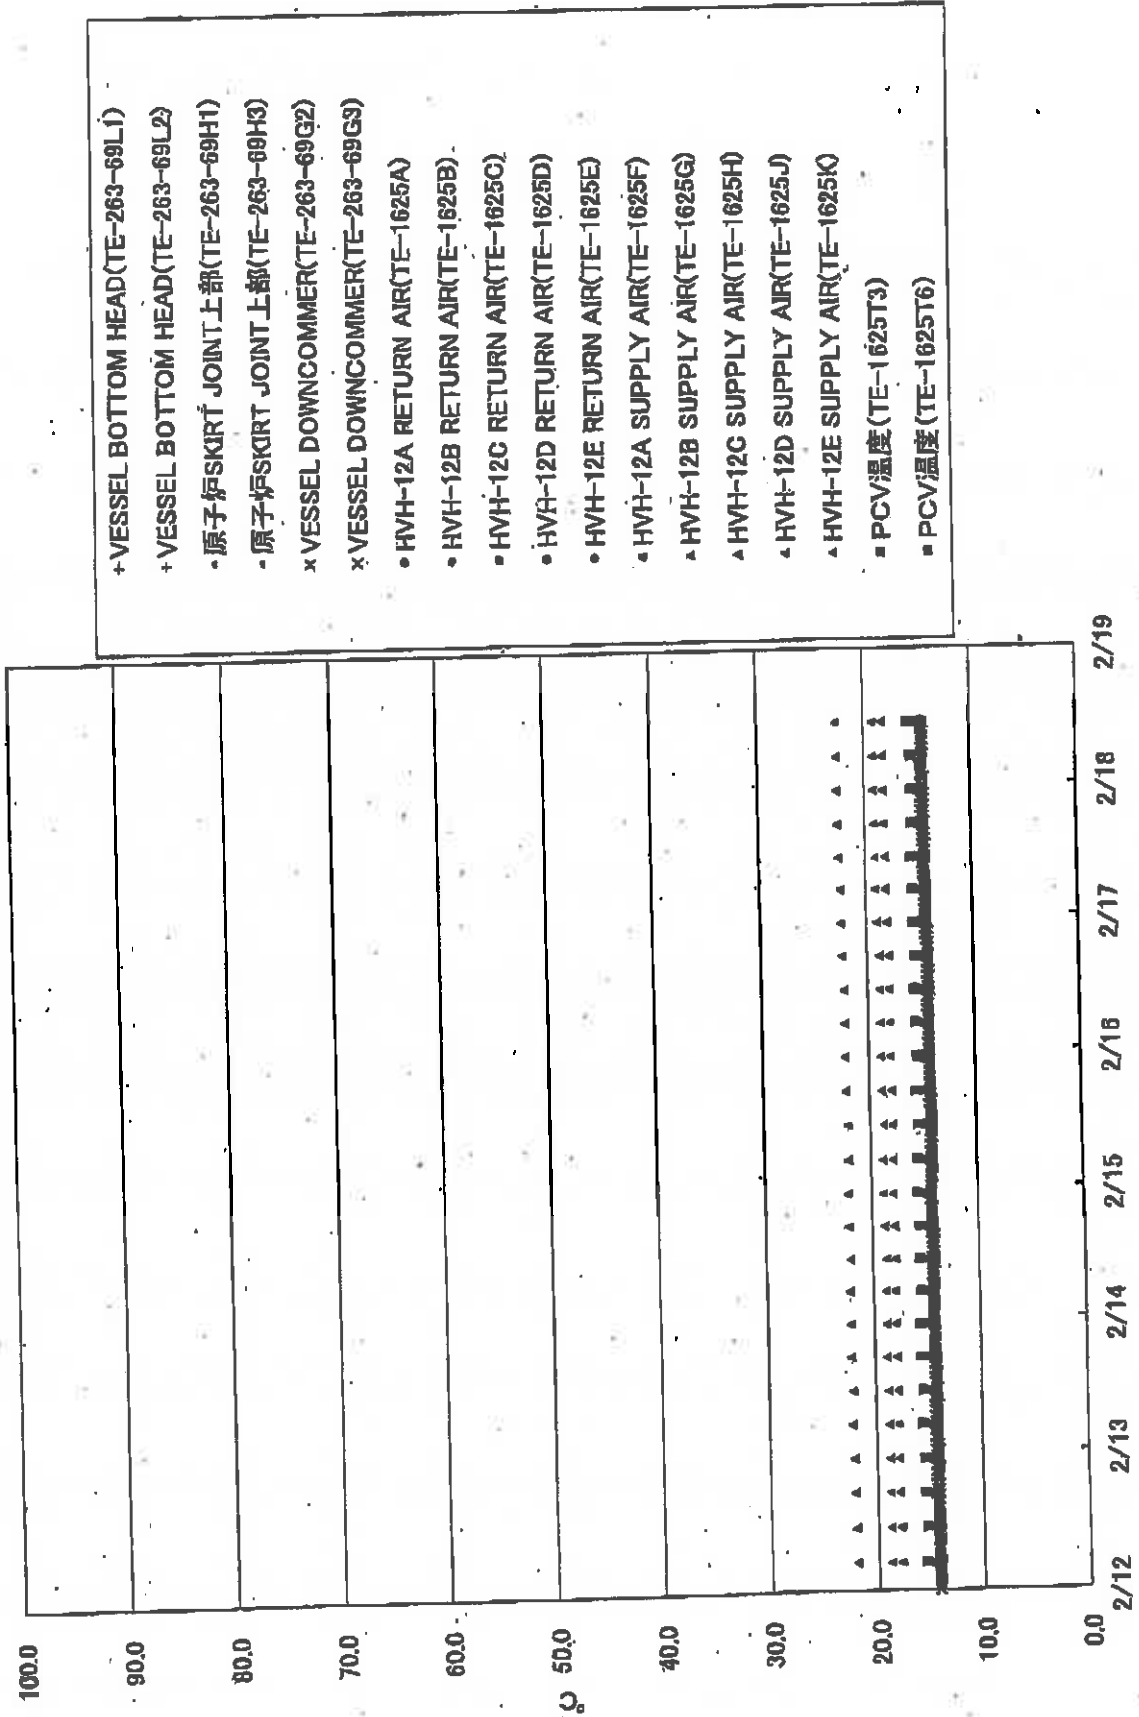 100.0
90.0
80.0
70.0
60.0
50.0
40.0
30.0
20.0
10.0
0.0
℃
2/12
2/13
2/14
2/15
2/16
2/17
2/18
2/19
+VESSEL BOTTOM HEAD(TE-263-69L1)
+VESSEL BOTTOM HEAD(TE-263-69L2)
-原子炉SKIRT JOINT上部(TE-263-69H1)
-原子炉SKIRT JOINT上部(TE-263-69H3)
×VESSEL DOWNCOMMER(TE-263-69G2)
×VESSEL DOWNCOMMER(TE-263-69G3)
●HVH-12A RETURN AIR(TE-1625A)
●HVH-12B RETURN AIR(TE-1625B)
●HVH-12C RETURN AIR(TE-1625C)
●HVH-12D RETURN AIR(TE-1625D)
●HVH-12E RETURN AIR(TE-1625E)
▲HVH-12A SUPPLY AIR(TE-1625F)
▲HVH-12B SUPPLY AIR(TE-1625G)
▲HVH-12C SUPPLY AIR(TE-1625H)
▲HVH-12D SUPPLY AIR(TE-1625J)
▲HVH-12E SUPPLY AIR(TE-1625K)
■PCV温度(TE-1625T3)
■PCV温度(TE-1625T6)